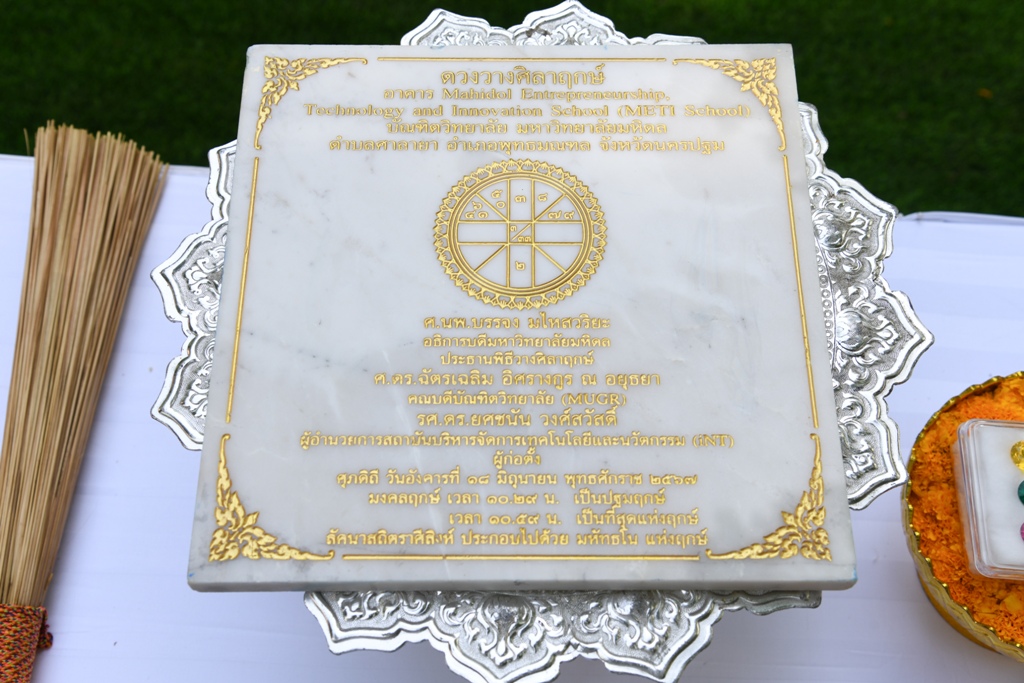 ดวงวางศิลาฤกษ์
อาคาร Mahidol Entrepreneurship,
Technology and Innovation School (METI School)
บัณฑิตวิทยาลัย มหาวิทยาลัยมหิดล
ตำบลศาลายา อำเภอพุทธมณฑล จังหวัดนครปฐม
ศ.นพ.บรรจง มไหสวริยะ
อธิการบดีมหาวิทยาลัยมหิดล
ประธานพิธีวางศิลาฤกษ์
ศ.ดร.ฉัตรเฉลิม อิศรางกูร ณ อยุธยา
คณบดีบัณฑิตวิทยาลัย (MUGR)
รศ.ดร.ยศชนัน วงศ์สวัสดิ์
ผู้อำนวยการสถาบันบริหารจัดการเทคโนโลยีและนวัตกรรม (iNT)
ผู้ก่อตั้ง
ศุภดิถี วันอังคารที่ ๑๘ มิถุนายน พุทธศักราช ๒๕๖๗
มงคลฤกษ์ เวลา ๑๐.๒๙ น. เป็นปฐมฤกษ์
เวลา ๑๐.๕๙ น. เป็นที่สุดแห่งฤกษ์
ลัคนาสถิตราศีสิงห์ ประกอบไปด้วย มหัทธโน แห่งฤกษ์